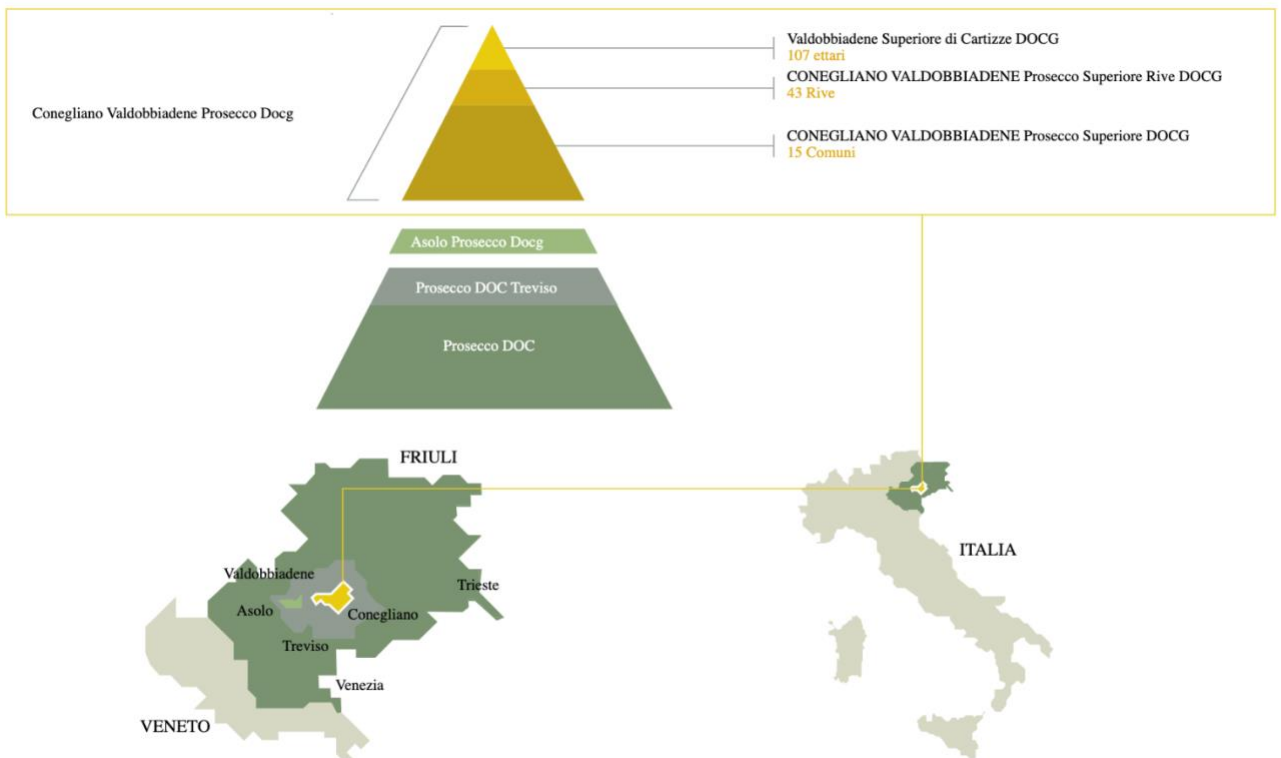 Valdobbiadene Superiore di Cartizze DOCG
107 ettari
CONEGLIANO VALDOBBIADENE Prosecco Superiore Rive DOCG
43 Rive
Conegliano Valdobbiadene Prosecco Docg
CONEGLIANO VALDOBBIADENE Prosecco Superiore DOCG
15 Comuni
Asolo Prosecco Docg
Prosecco DOC Treviso
Prosecco DOC
FRIULI
ITALIA
Valdobbiadene
Trieste
Asolo
Conegliano
Treviso
Venezia
VENETO